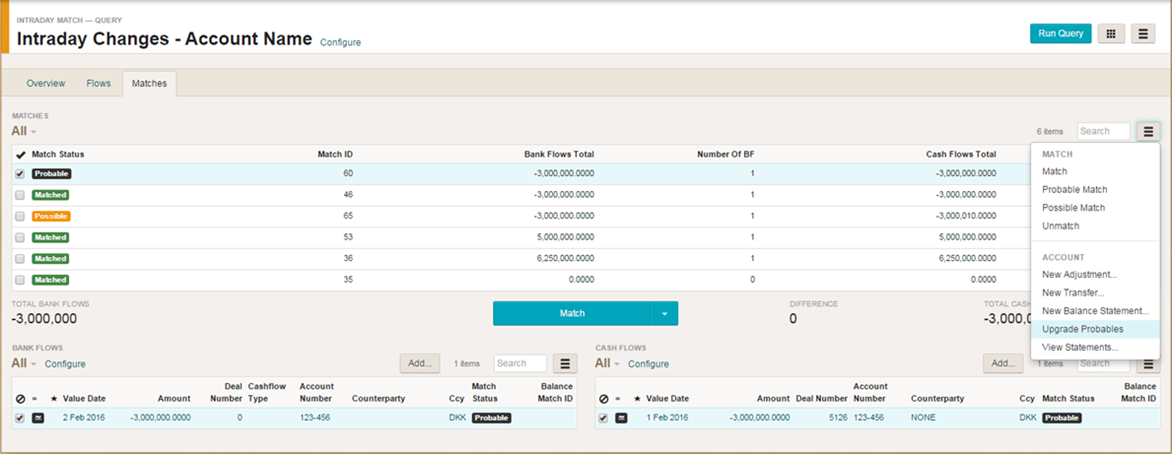 INTRADAY MATCH — QUERY
Intraday Changes - Account Name Configure
Run Query
Overview Flows Matches
MATCHES
All
6 items Search
Match Status Match ID Bank Flows Total Number Of BF Cash Flows Total
Probable 60 -3,000,000.0000 1 -3,000,000.0000
Matched 46 -3,000,000.0000 1 -3,000,000.0000
Possible 65 -3,000,000.0000 1 -3,000,010.0000
Matched 53 5,000,000.0000 1 5,000,000.0000
Matched 36 6,250,000.0000 1 6,250,000.0000
Matched 35 0.0000 0 0.0000
MATCH
Match
Probable Match
Possible Match
Unmatch
ACCOUNT
New Adjustment...
New Transfer...
New Balance Statement...
Upgrade Probables
View Statements...
TOTAL BANK FLOWS
-3,000,000
Match
DIFFERENCE
0
TOTAL CASH
-3,000,0
BANK FLOWS
All Configure
Add... 1 items Search
Value Date Amount Deal Number Cashflow Type Account Number Counterparty Ccy Match Status Balance Match ID
2 Feb 2016 -3,000,000.0000 0 123-456 DKK Probable
CASH FLOWS
All Configure
Add... 1 items Search
Value Date Amount Deal Number Account Number Counterparty Ccy Match Status Balance Match ID
1 Feb 2016 -3,000,000.0000 5126 123-456 NONE DKK Probable